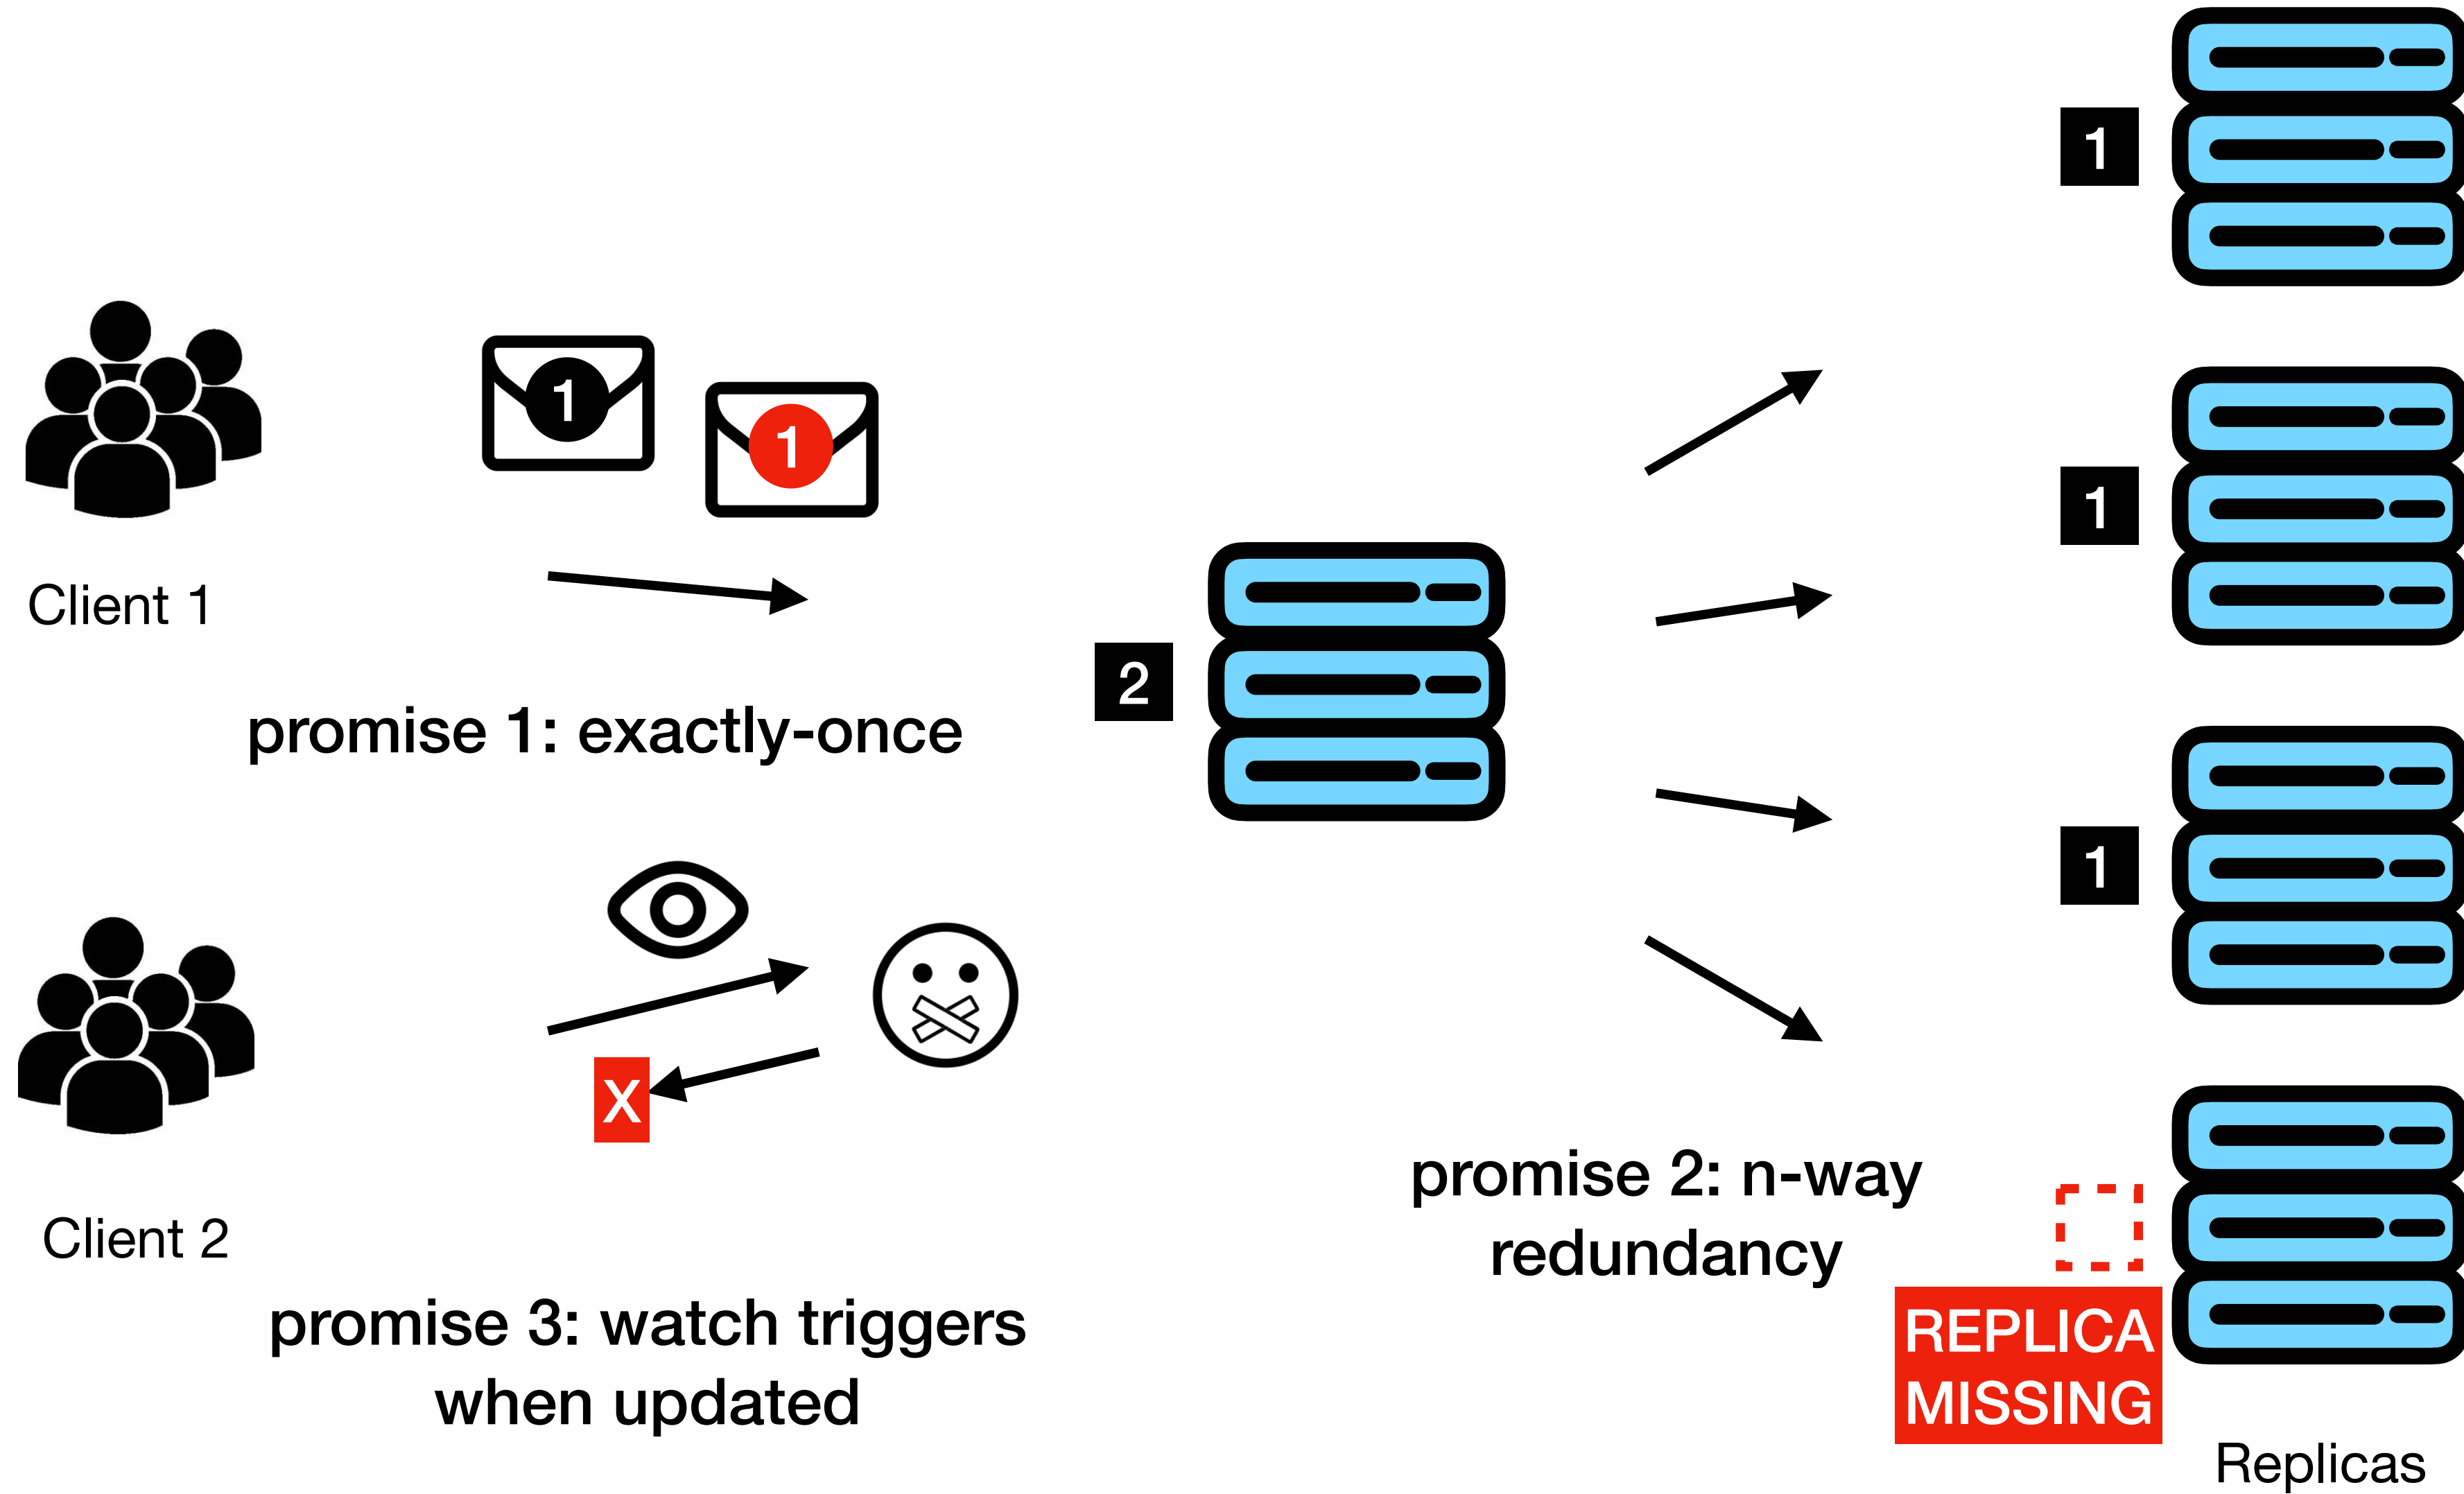 1
1
1
1
Client 1
2
promise 1: exactly-once
1
X
promise 2: n-way
redundancy
Client 2
promise 3: watch triggers
when updated
REPLICA
MISSING
Replicas